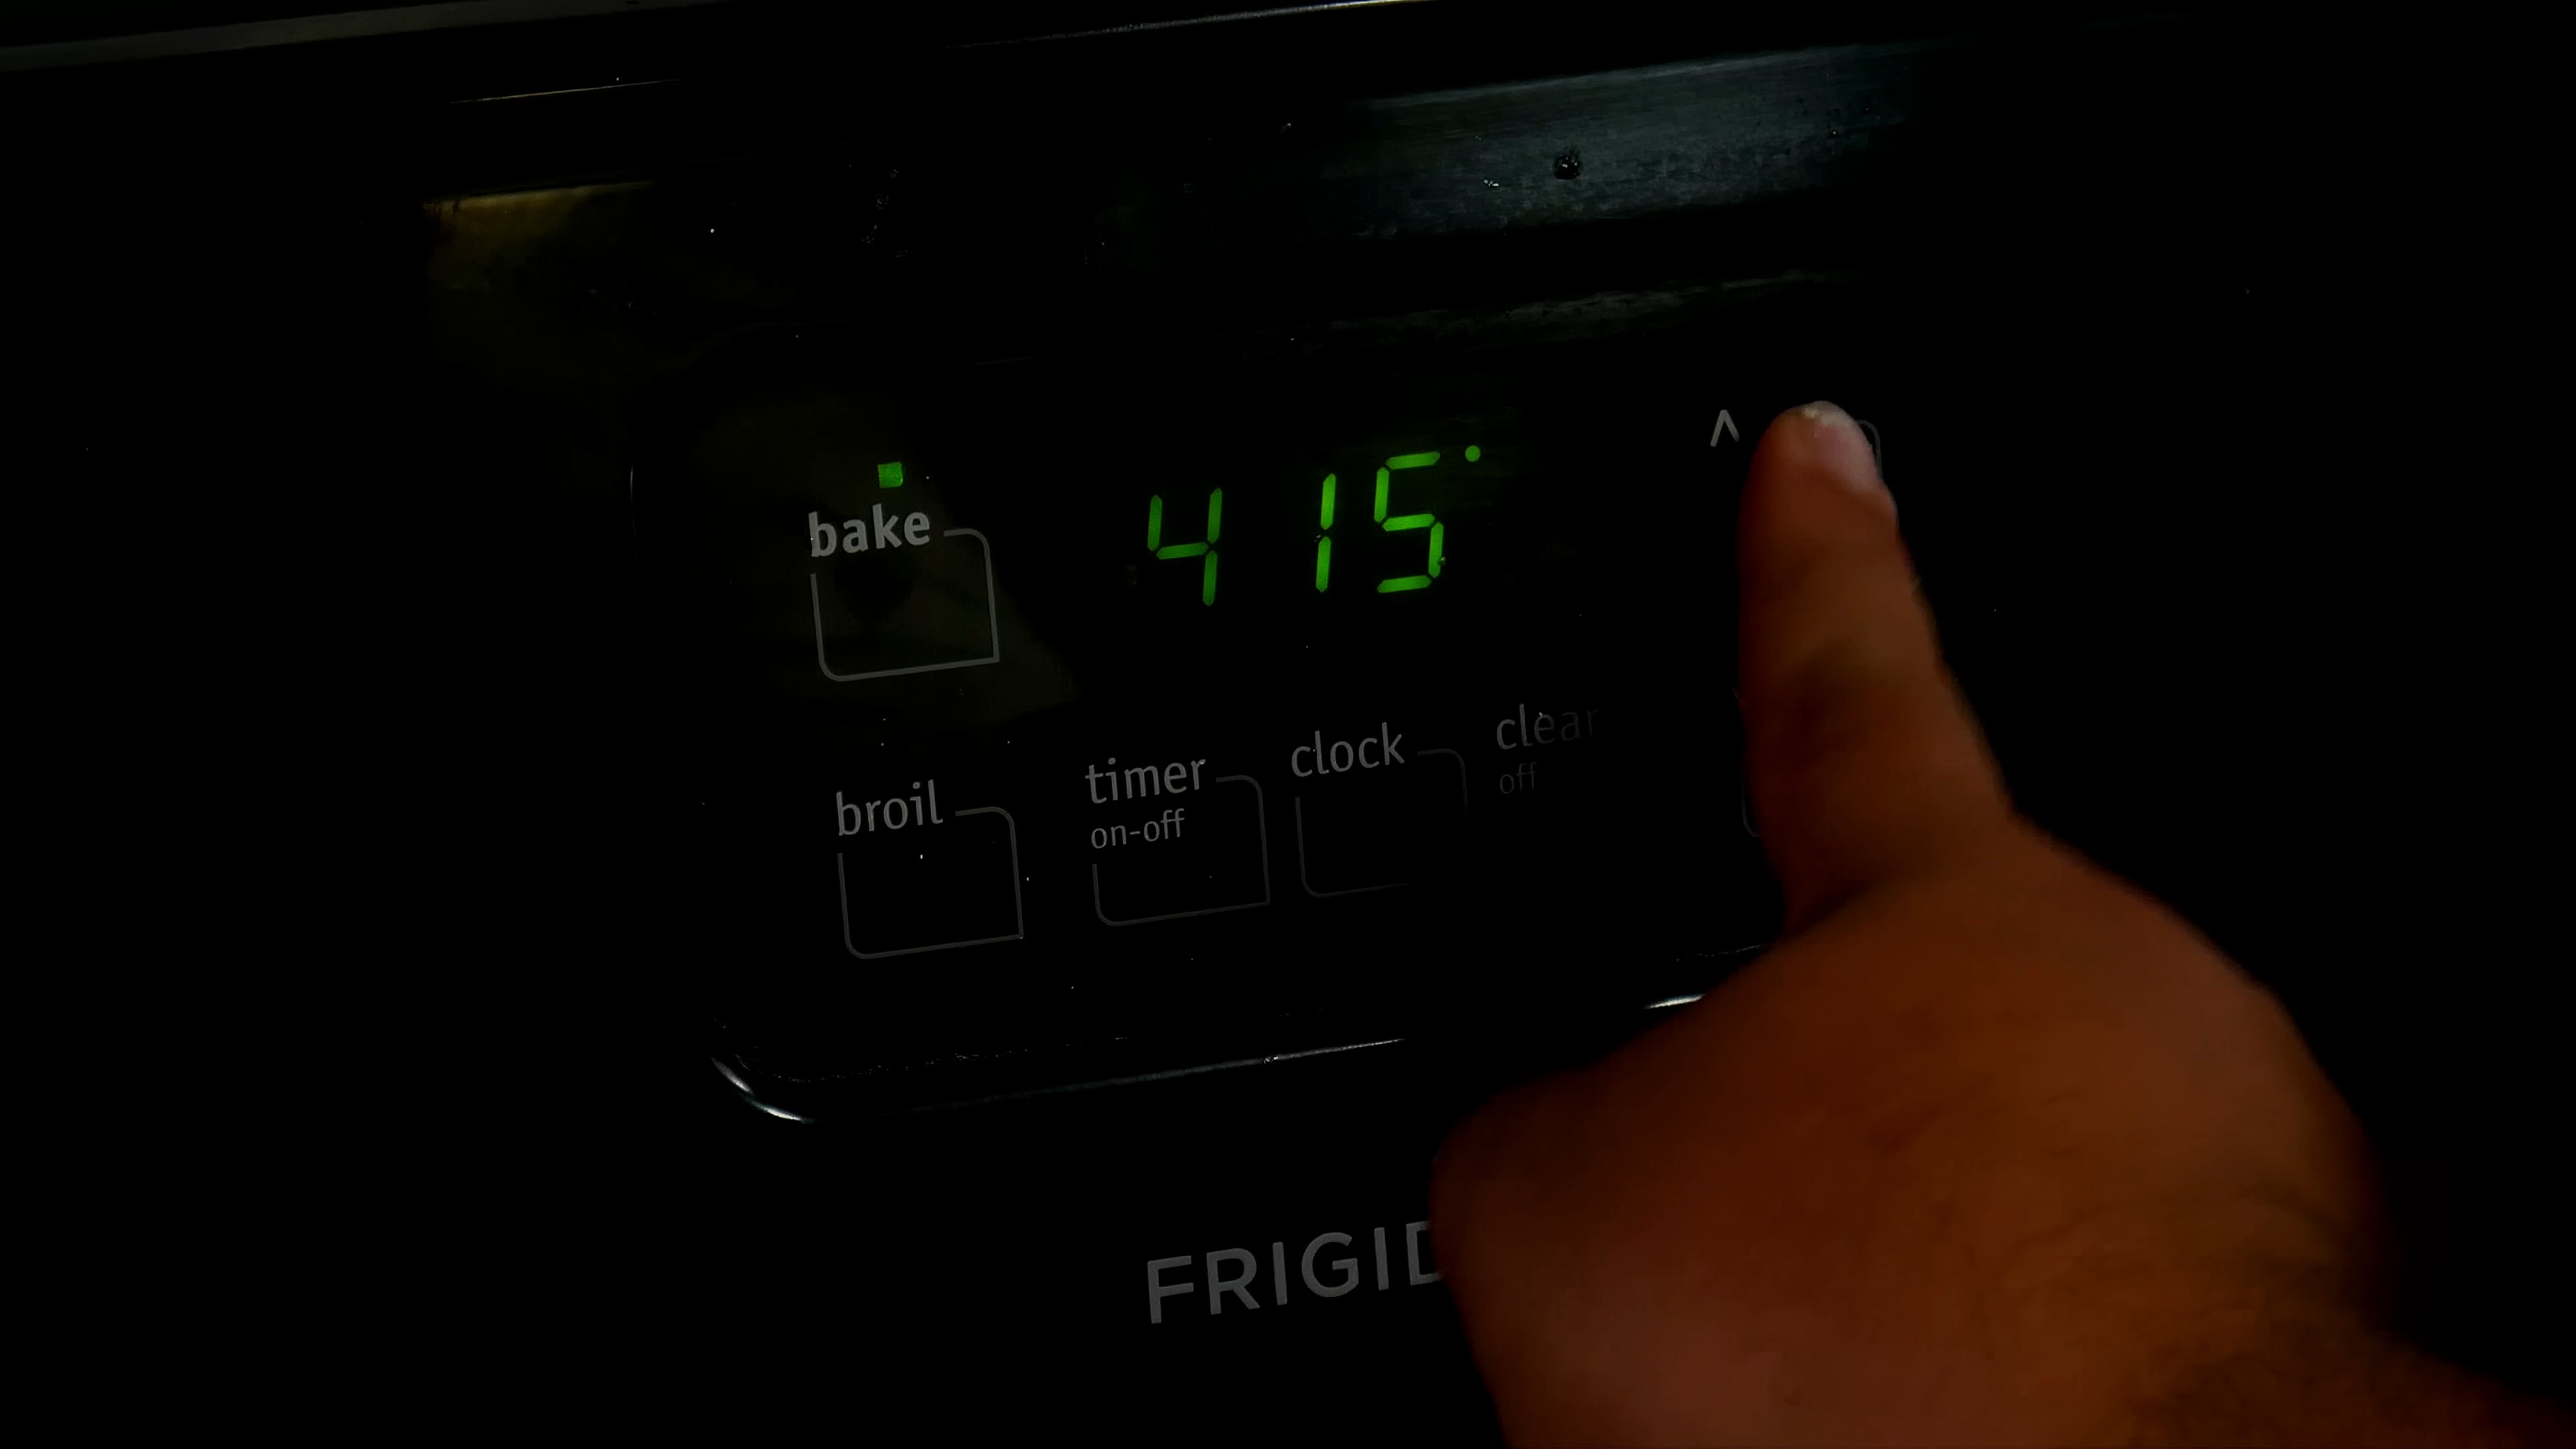 ^
bake
415°
broil
timer
on-off
clock
clear
off
FRIGID